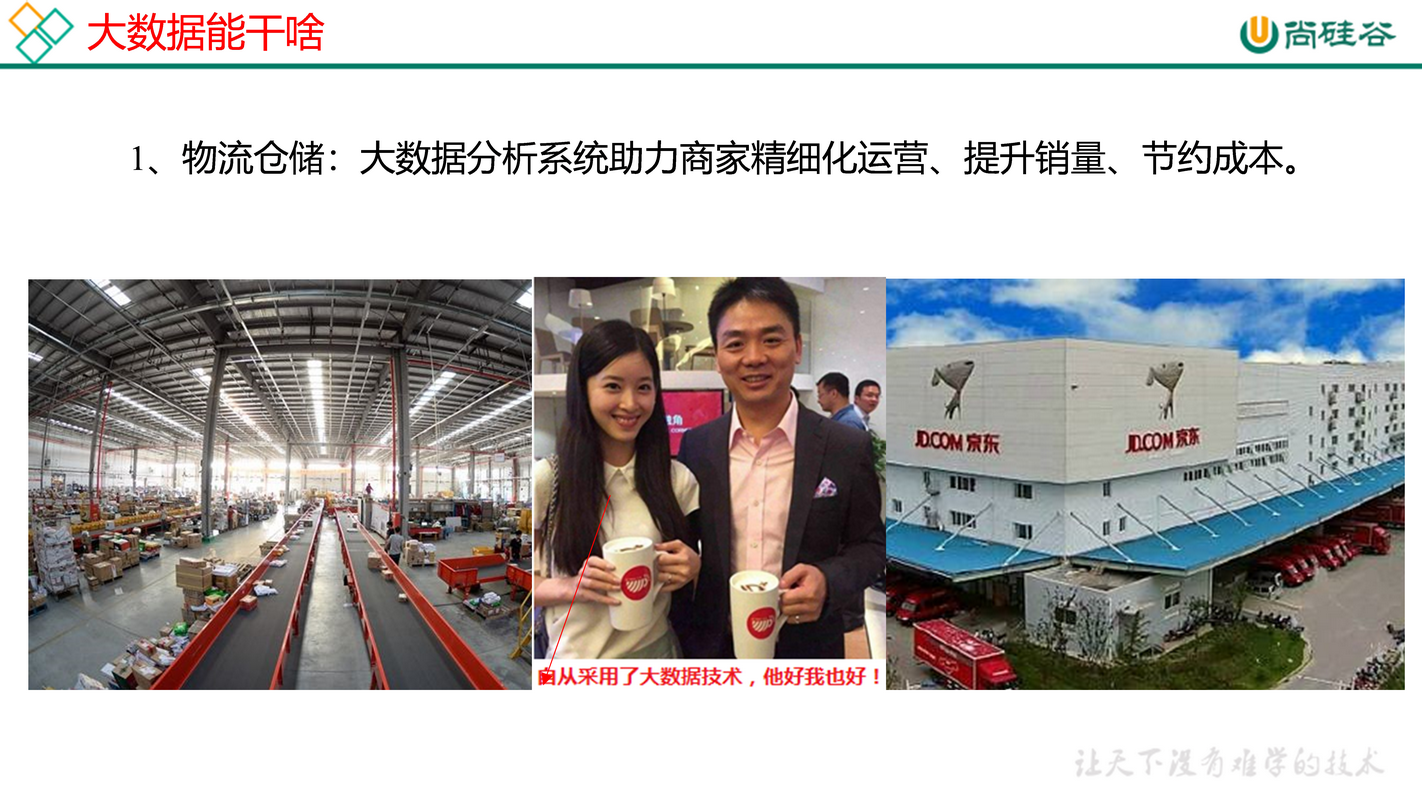 大数据能干啥
尚硅谷
1、物流仓储：大数据分析系统助力商家精细化运营、提升销量、节约成本。
JD.COM 京东
JD.COM 京东
自从采用了大数据技术，他好我也好！
让天下没有难学的技术